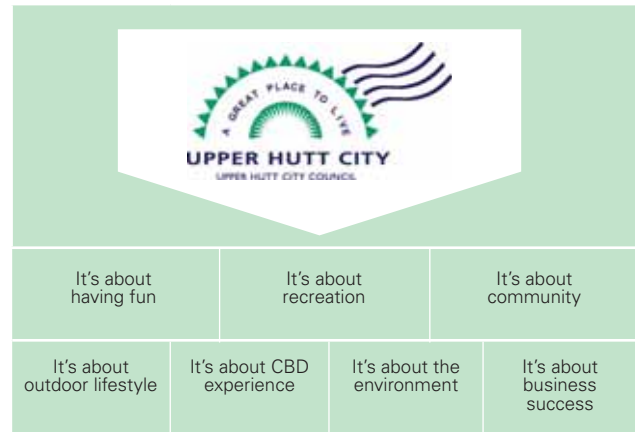 A GREAT PLACE TO LIVE
UPPER HUTT CITY
UPPER HUTT CITY COUNCIL
It's about
having fun
It's about
recreation
It's about
community
It's about
outdoor lifestyle
It's about CBD
experience
It's about the
environment
It's about
business
success